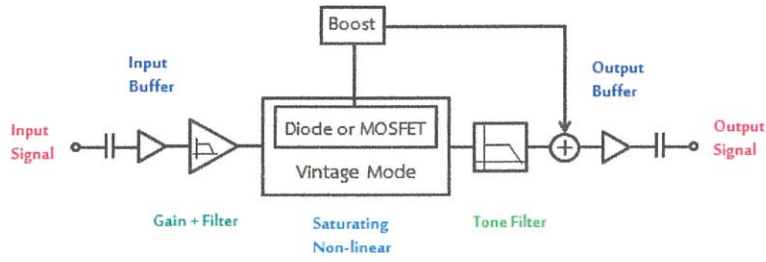 Boost
Input
Buffer
Output
Buffer
Input
Signal
Diode or MOSFET
Vintage Mode
Output
Signal
Gain + Filter
Saturating
Non-linear
Tone Filter